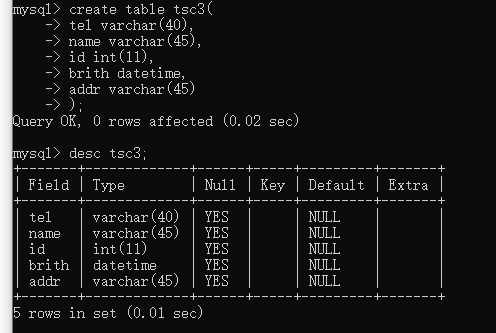 mysql> create table tsc3(
    -> tel varchar(40),
    -> name varchar(45),
    -> id int(11),
    -> brith datetime,
    -> addr varchar(45)
    -> );
Query OK, 0 rows affected (0.02 sec)
mysql> desc tsc3;
+-------+-------------+------+-----+---------+-------+
| Field | Type        | Null | Key | Default | Extra |
+-------+-------------+------+-----+---------+-------+
| tel   | varchar(40) | YES  |     | NULL    |       |
| name  | varchar(45) | YES  |     | NULL    |       |
| id    | int(11)     | YES  |     | NULL    |       |
| brith | datetime    | YES  |     | NULL    |       |
| addr  | varchar(45) | YES  |     | NULL    |       |
+-------+-------------+------+-----+---------+-------+
5 rows in set (0.01 sec)